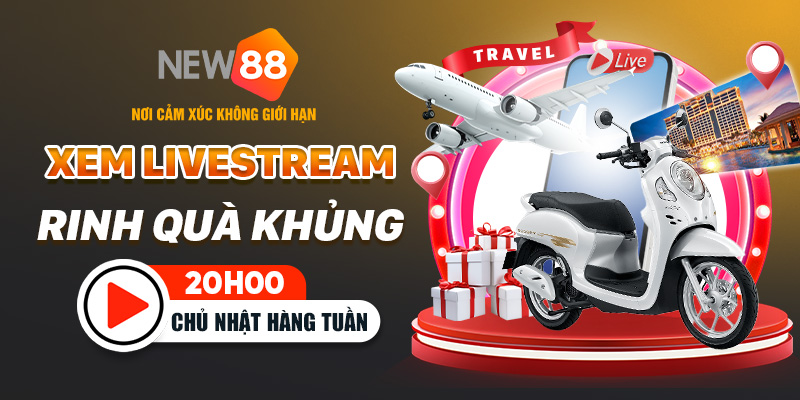 NEW88
NƠI CẢM XÚC KHÔNG GIỚI HẠN
XEM LIVESTREAM
RINH QUÀ KHỦNG
20H00
CHỦ NHẬT HÀNG TUẦN
TRAVEL
Live
SCOOPY